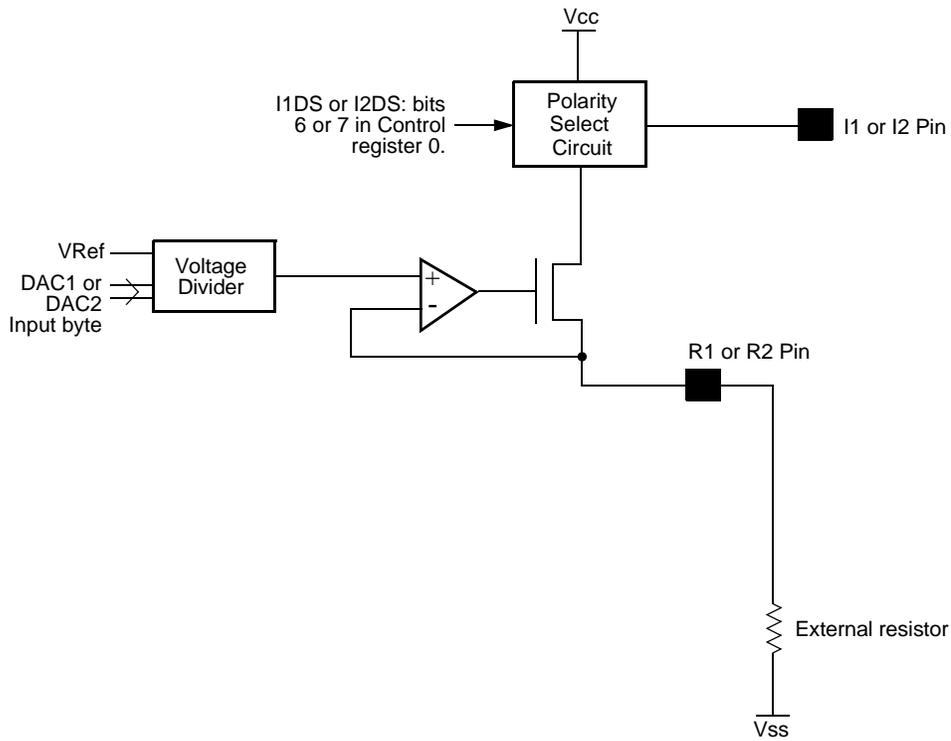 Vcc
I1DS or I2DS: bits
6 or 7 in Control
register 0.
Polarity
Select
Circuit
I1 or I2 Pin
VRef
DAC1 or
DAC2
Input byte
Voltage
Divider
+
-
R1 or R2 Pin
External resistor
Vss